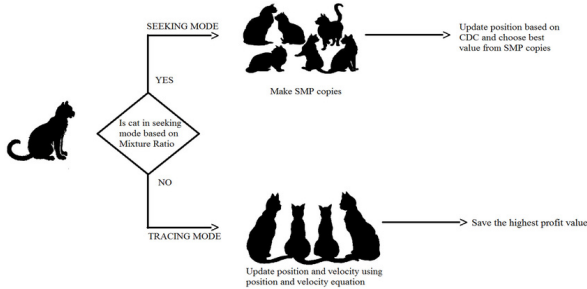 SEEKING MODE
Update position based on
CDC and choose best
value from SMP copies
YES
Make SMP copies
Is cat in seeking
mode based on
Mixture Ratio
NO
Save the highest profit value
TRACING MODE
Update position and velocity using
position and velocity equation